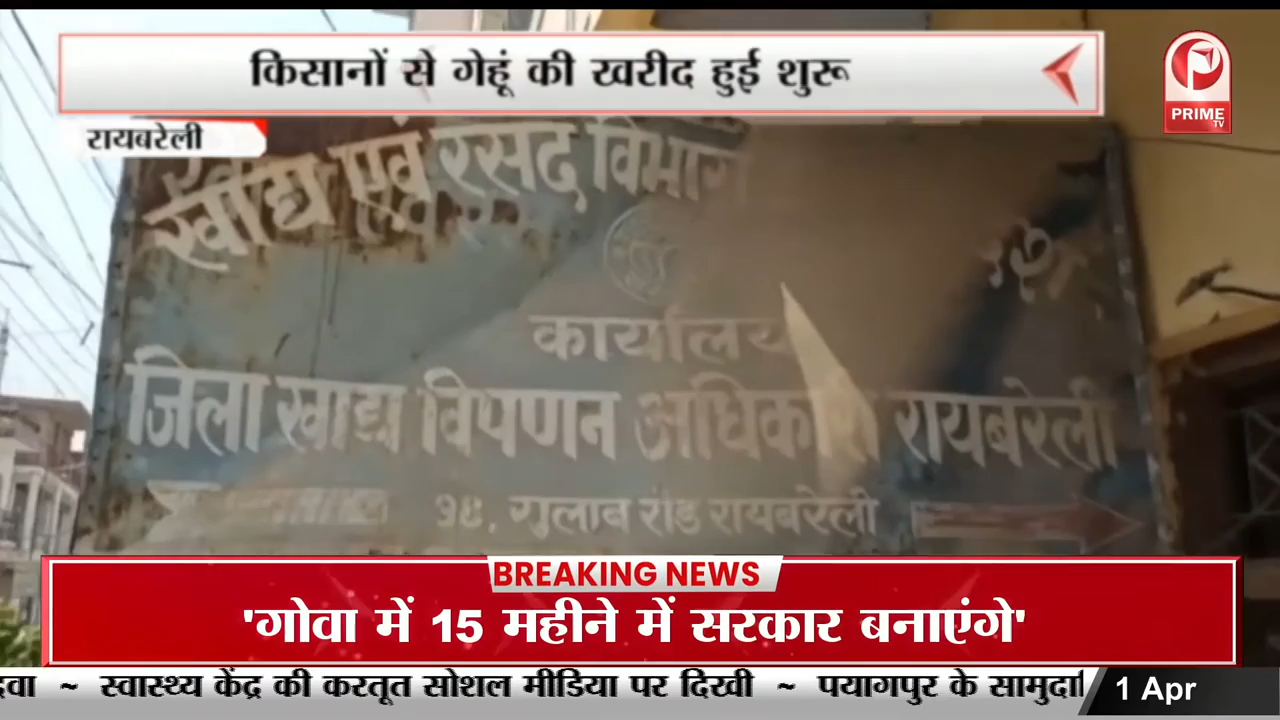 किसानों से गेहूं की खरीद हुई शुरू
PRIME
TV
रायबरेली
खाद्य एवं रसद विभाग
कार्यालय
जिला खाद्य विपणन अधिकारी रायबरेली
रोड रायबरेली
BREAKING NEWS
'गोवा में 15 महीने में सरकार बनाएंगे'
~ स्वास्थ्य केंद्र की करतूत सोशल मीडिया पर दिखी ~ पयागपुर के
1 Apr